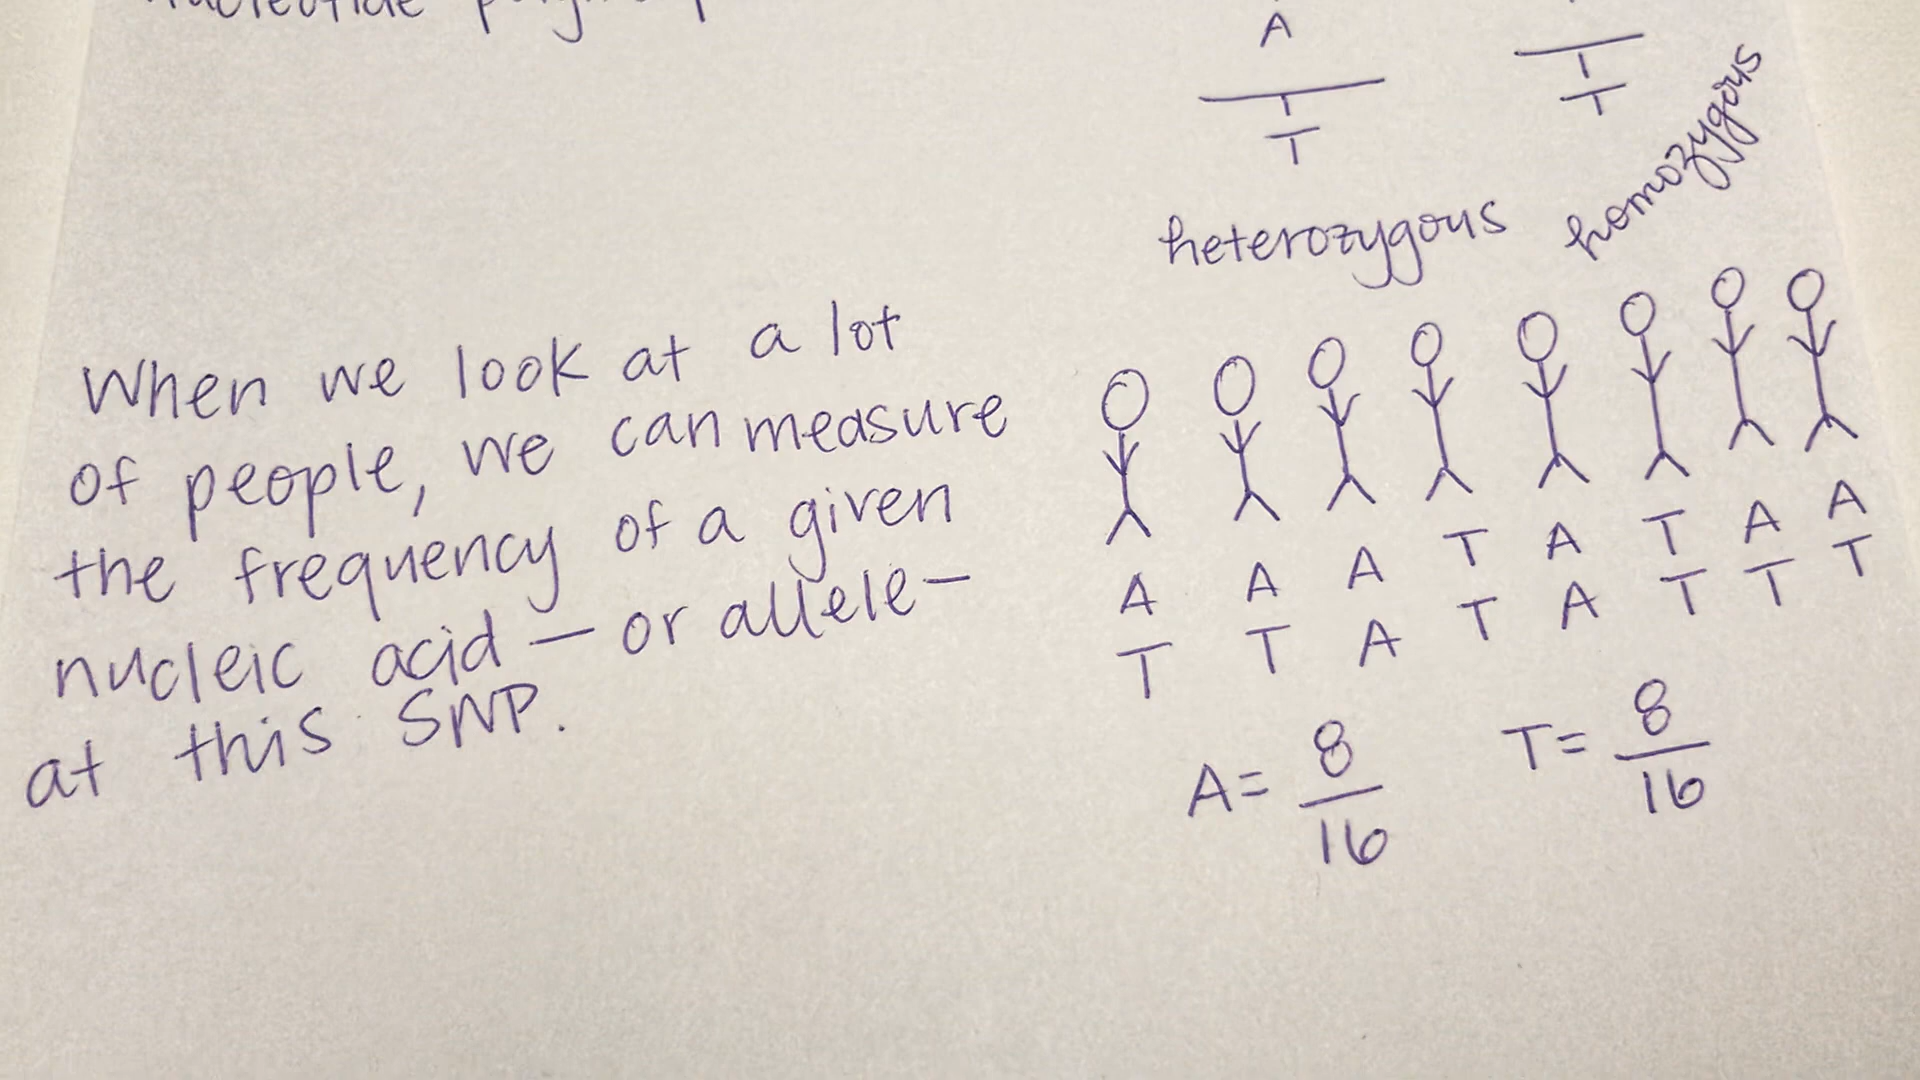 A
T
T
T
T
heterozygous
homozygous
When we look at a lot
of people, we can measure
the frequency of a given
nucleic acid — or allele —
at this SNP.
A A A T A T A A
T T A T A T T T
A = 8/16 T = 8/16